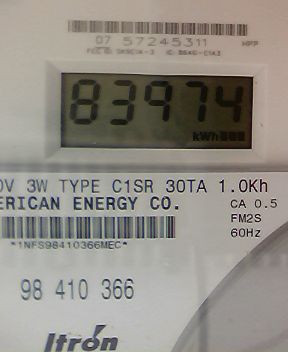 07 57245311
83974
kWh
0V 3W TYPE C1SR 30TA 1.0Kh
ERICAN ENERGY CO.
CA 0.5
FM2S
60Hz
*1NFS98410366MEC*
98 410 366
Itrón